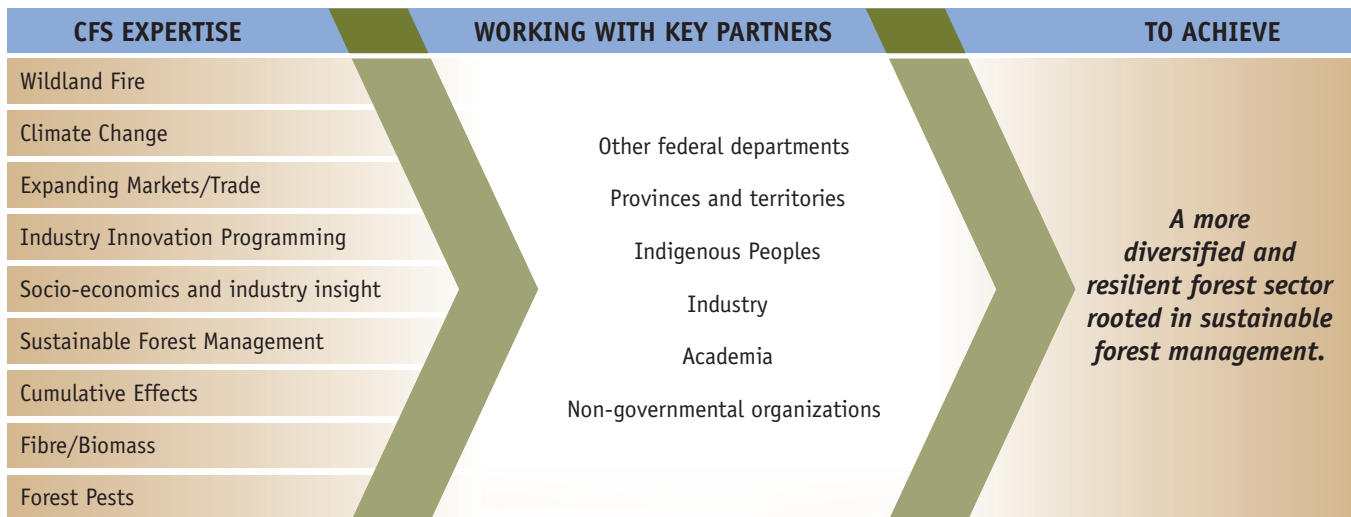 CFS EXPERTISE
WORKING WITH KEY PARTNERS
TO ACHIEVE
Wildland Fire
Climate Change
Expanding Markets/Trade
Industry Innovation Programming
Socio-economics and industry insight
Sustainable Forest Management
Cumulative Effects
Fibre/Biomass
Forest Pests
Other federal departments
Provinces and territories
Indigenous Peoples
Industry
Academia
Non-governmental organizations
A more
diversified and
resilient forest sector
rooted in sustainable
forest management.